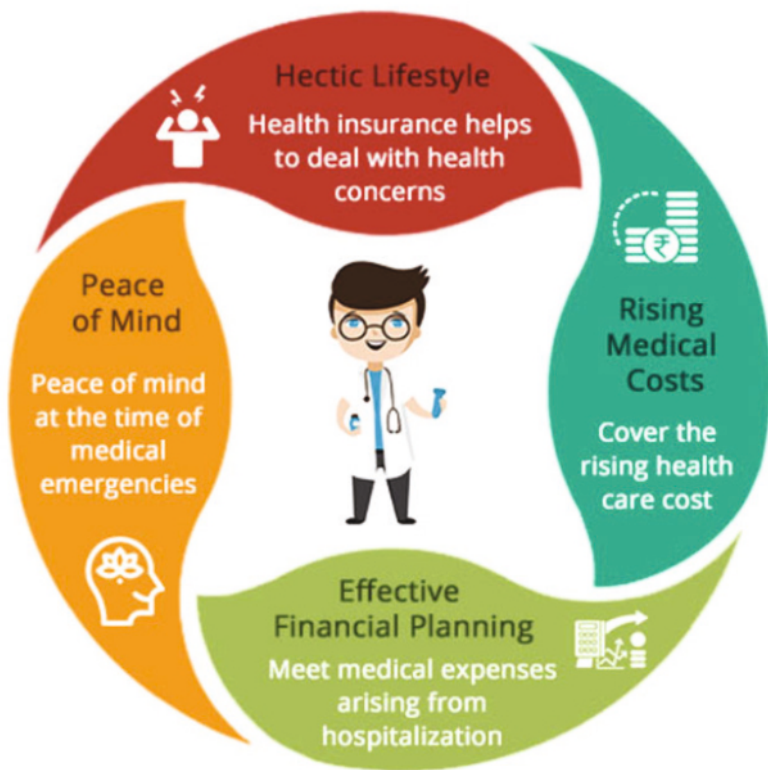 Hectic Lifestyle
Health insurance helps
to deal with health
concerns
₹
Rising
Medical
Costs
Cover the
rising health
care cost
Effective
Financial Planning
Meet medical expenses
arising from
hospitalization
Peace
of Mind
Peace of mind
at the time of
medical
emergencies